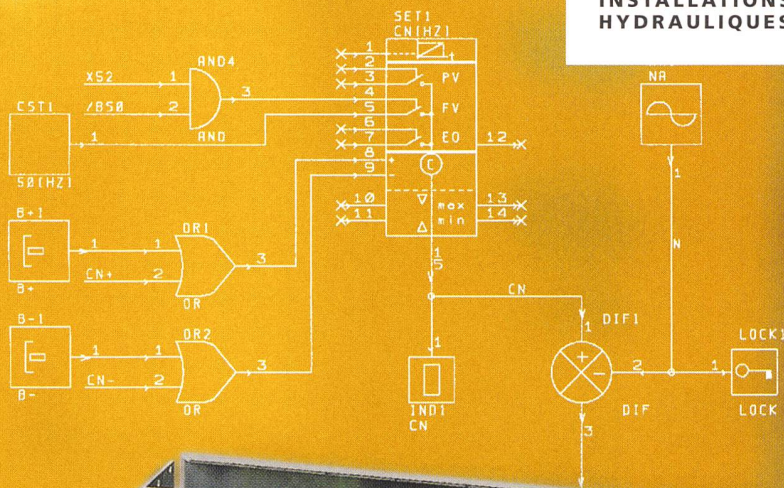 INSTALLATIONS
HYDRAULIQUES
SET1
CN[HZ]
NA
AND4
XS2 1
/BS0 2
3
AND
CST1
1
S0[HZ]
1
2
3
4
5
6
7
8
9
10
11
PV
FV
EO
12
C
max
min
13
14
+
-
t
B+1
1
B+
OR1
1
CN+ 2
3
OR
B-1
1
B-
OR2
1
CN- 2
3
OR
1
5
CN
1
IND1
CN
1
N
DIF1
1
+
-
2
3
DIF
LOCK1
1
LOCK